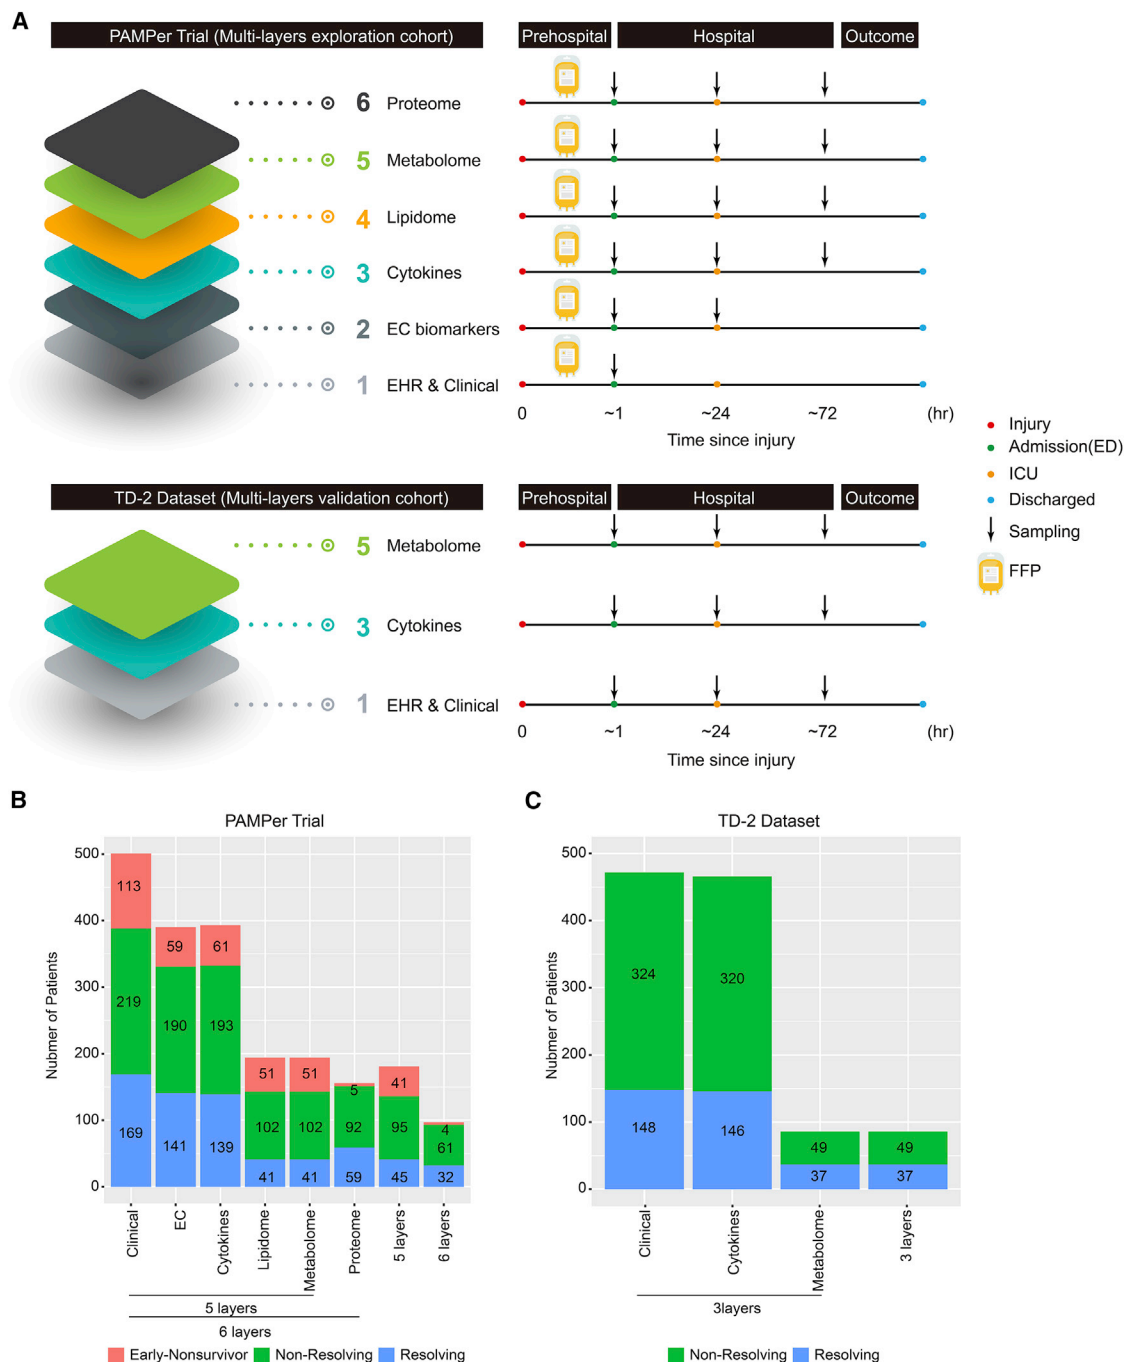 A
PAMPer Trial (Multi-layers exploration cohort)
Prehospital Hospital Outcome
6 Proteome
5 Metabolome
4 Lipidome
3 Cytokines
2 EC biomarkers
1 EHR & Clinical
0 ~1 ~24 ~72 (hr)
Time since injury
Injury
Admission(ED)
ICU
Discharged
Sampling
FFP
TD-2 Dataset (Multi-layers validation cohort)
Prehospital Hospital Outcome
5 Metabolome
3 Cytokines
1 EHR & Clinical
0 ~1 ~24 ~72 (hr)
Time since injury
B
PAMPer Trial
Nubmer of Patients
500
400
300
200
100
0
113
219
169
59
190
141
61
193
139
51
102
41
51
102
41
5
92
59
41
95
45
4
61
32
Clinical
EC
Cytokines
Lipidome
Metabolome
Proteome
5 layers
6 layers
5 layers
6 layers
Early-Nonsurvivor Non-Resolving Resolving
C
TD-2 Dataset
Nubmer of Patients
500
400
300
200
100
0
324
148
320
146
49
37
49
37
Clinical
Cytokines
Metabolome
3 layers
3layers
Non-Resolving Resolving